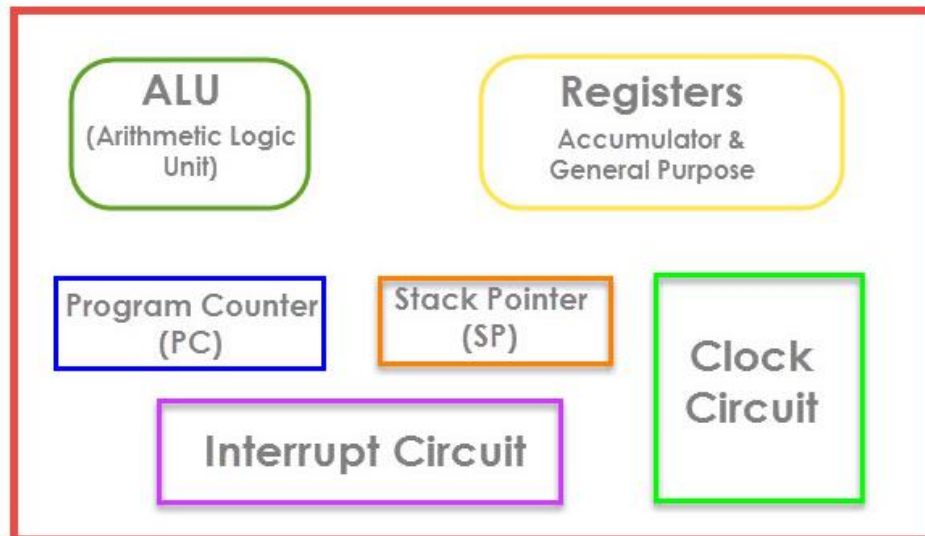 ALU
(Arithmetic Logic
Unit)
Registers
Accumulator &
General Purpose
Program Counter
(PC)
Stack Pointer
(SP)
Clock
Circuit
Interrupt Circuit